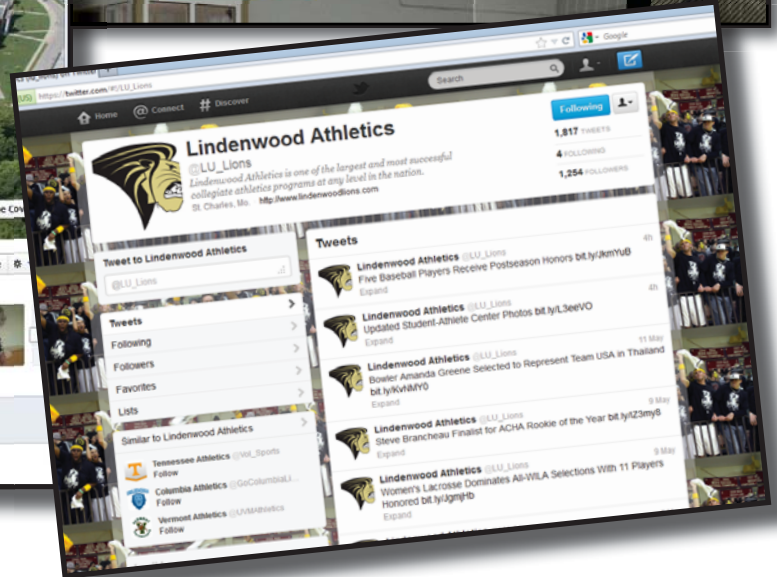 Google
https://twitter.com/#!/LU_Lions
Home @ Connect # Discover
Search
Lindenwood Athletics
@LU_Lions
Lindenwood Athletics is one of the largest and most successful
collegiate athletics programs at any level in the nation.
St. Charles, Mo. http://www.lindenwoodlions.com
Following
1,817 TWEETS
4 FOLLOWING
1,254 FOLLOWERS
Tweet to Lindenwood Athletics
@LU_Lions
Tweets
Following
Followers
Favorites
Lists
Similar to Lindenwood Athletics
Tennessee Athletics @Vol_Sports
Follow
Columbia Athletics @GoColumbiaLi...
Follow
Vermont Athletics @UVMAthletics
Follow
Tweets
Lindenwood Athletics @LU_Lions 4h
Five Baseball Players Receive Postseason Honors bit.ly/JkmYuB
Expand
Lindenwood Athletics @LU_Lions 4h
Updated Student-Athlete Center Photos bit.ly/L3eeVO
Expand
Lindenwood Athletics @LU_Lions 11 May
Bowler Amanda Greene Selected to Represent Team USA in Thailand
bit.ly/KvNMY0
Expand
Lindenwood Athletics @LU_Lions 9 May
Steve Brancheau Finalist for ACHA Rookie of the Year bit.ly/IZ3my8
Expand
Lindenwood Athletics @LU_Lions 9 May
Women's Lacrosse Dominates All-WILA Selections With 11 Players
Honored bit.ly/JgmjHb
Expand